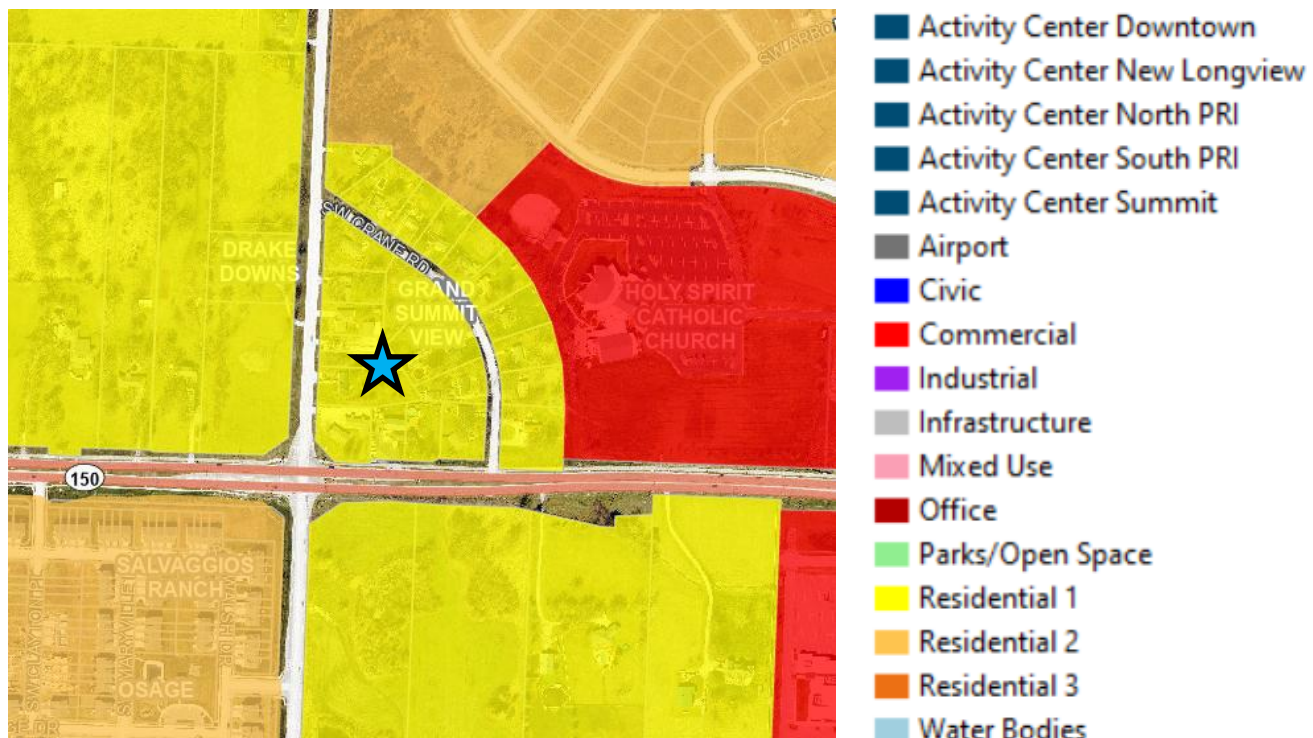 SW ARBO
SW CRANE RD
DRAKE
DOWNS
GRAND
SUMMIT
VIEW
HOLY SPIRIT
CATHOLIC
CHURCH
150
SALVAGGIOS
RANCH
OSAGE
Activity Center Downtown
Activity Center New Longview
Activity Center North PRI
Activity Center South PRI
Activity Center Summit
Airport
Civic
Commercial
Industrial
Infrastructure
Mixed Use
Office
Parks/Open Space
Residential 1
Residential 2
Residential 3
Water Bodies